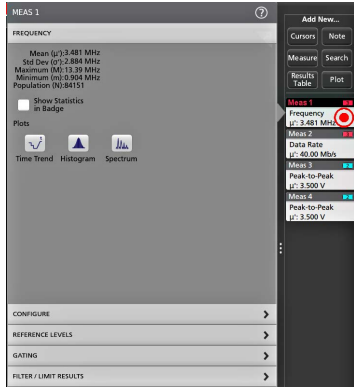 MEAS 1
?
FREQUENCY
Mean (µ'):3.481 MHz
Std Dev (σ'):2.884 MHz
Maximum (M):13.39 MHz
Minimum (m):0.904 MHz
Population (N):84151
Show Statistics
in Badge
Plots
Time Trend Histogram Spectrum
CONFIGURE
REFERENCE LEVELS
GATING
FILTER / LIMIT RESULTS
Add New...
Cursors Note
Measure Search
Results
Table
Plot
Meas 1
Frequency
µ': 3.481 MHz
Meas 2
Data Rate
µ': 40.00 Mb/s
Meas 3
Peak-to-Peak
µ': 3.500 V
Meas 4
Peak-to-Peak
µ': 3.500 V